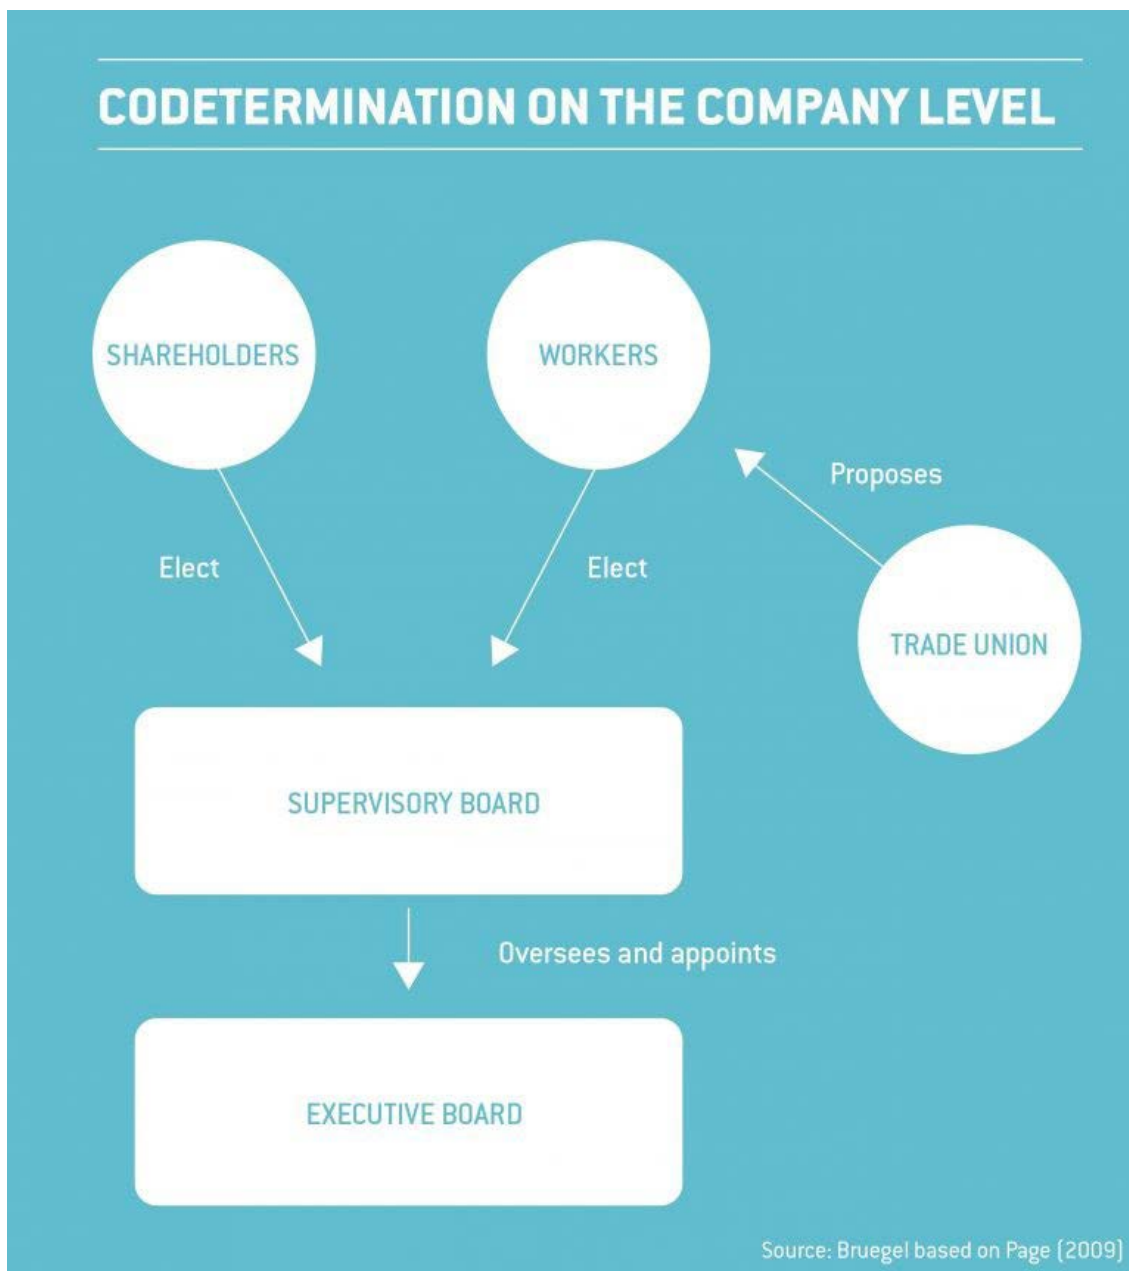 CODETERMINATION ON THE COMPANY LEVEL
SHAREHOLDERS
WORKERS
Proposes
Elect
Elect
TRADE UNION
SUPERVISORY BOARD
Oversees and appoints
EXECUTIVE BOARD
Source: Bruegel based on Page (2009)